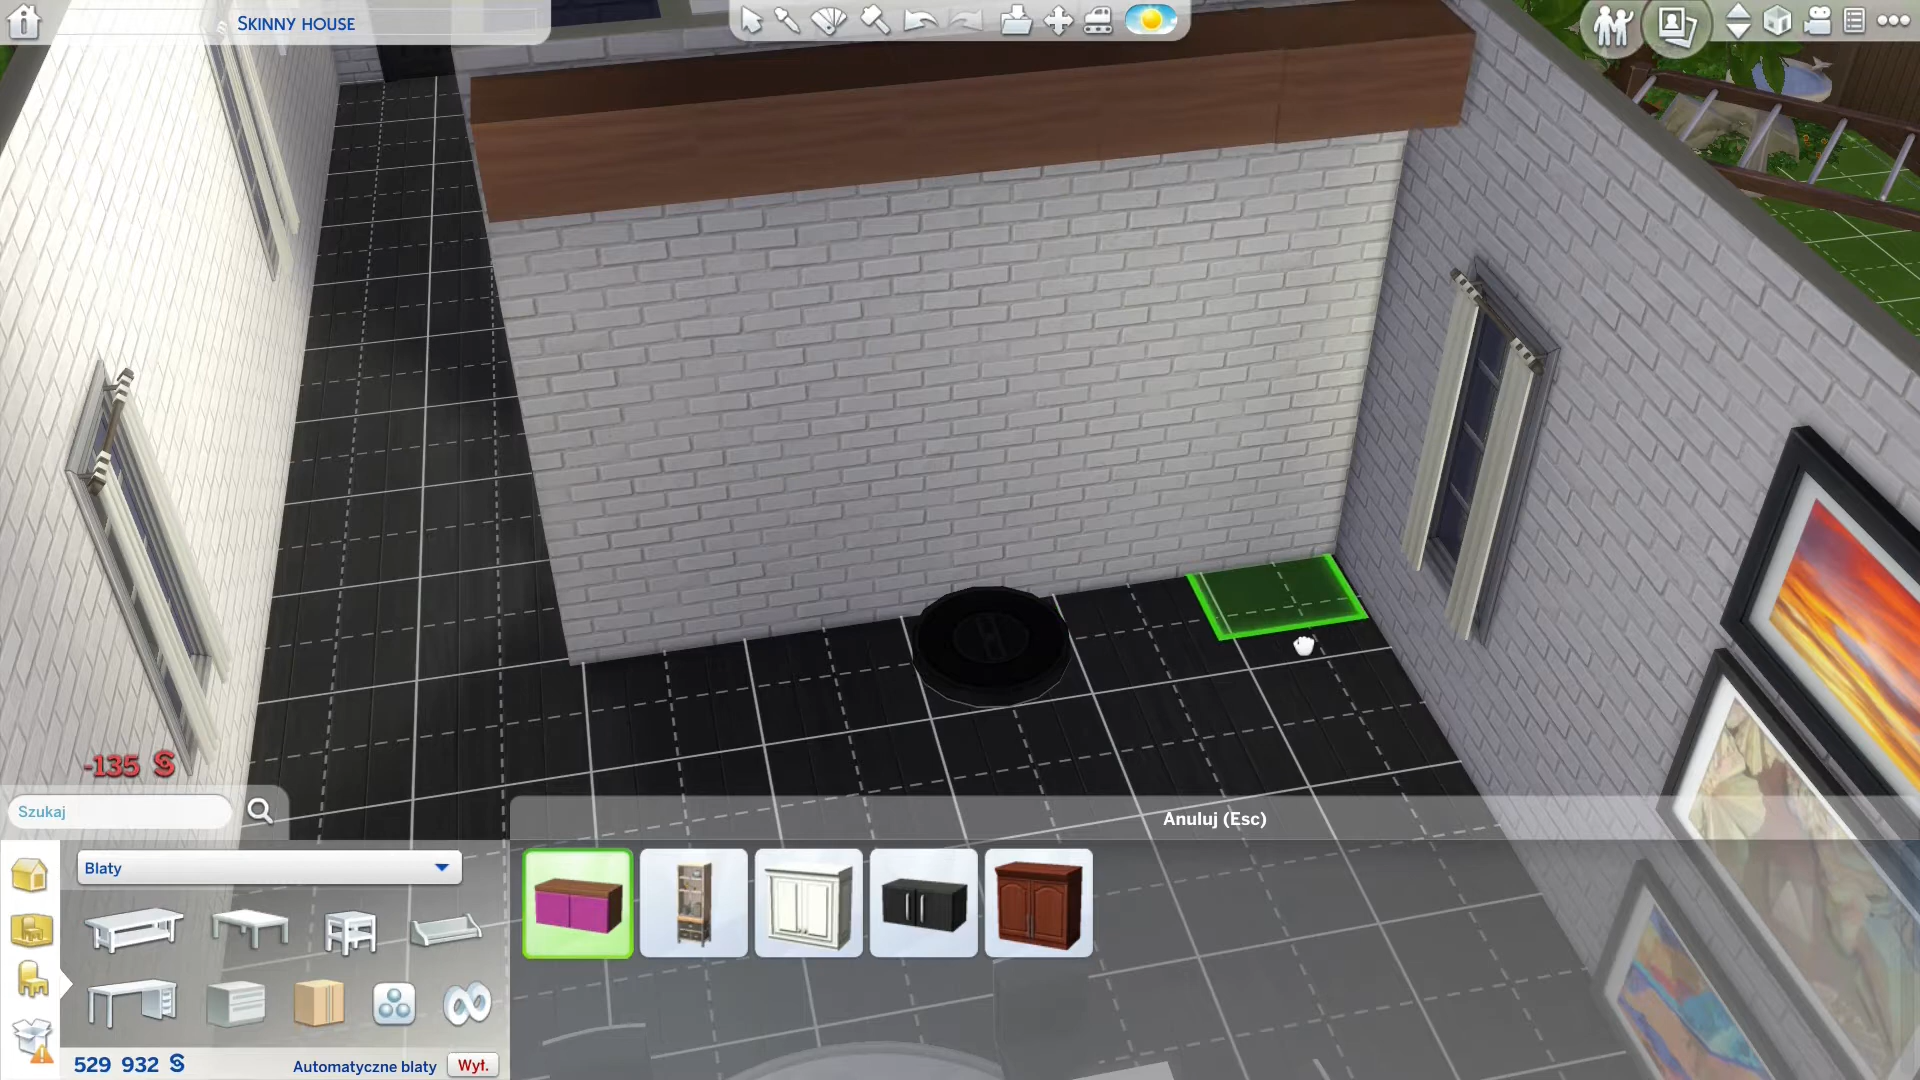 SKINNY HOUSE
-135 §
Szukaj
Anuluj (Esc)
Blaty
529 932 §
Automatyczne blaty
Wył.